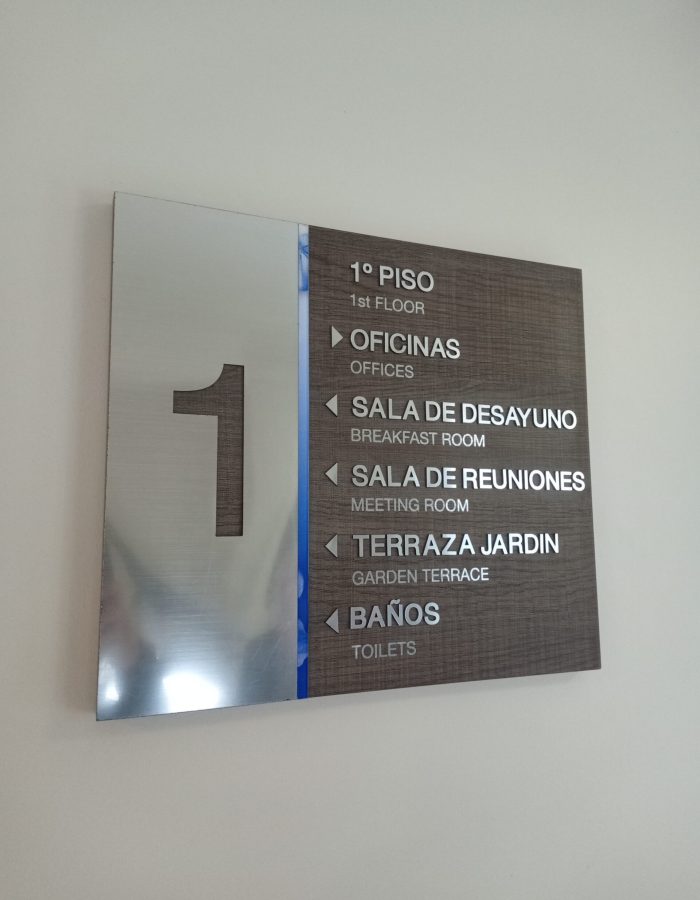 1
1º PISO
1st FLOOR
OFICINAS
OFFICES
SALA DE DESAYUNO
BREAKFAST ROOM
SALA DE REUNIONES
MEETING ROOM
TERRAZA JARDIN
GARDEN TERRACE
BAÑOS
TOILETS